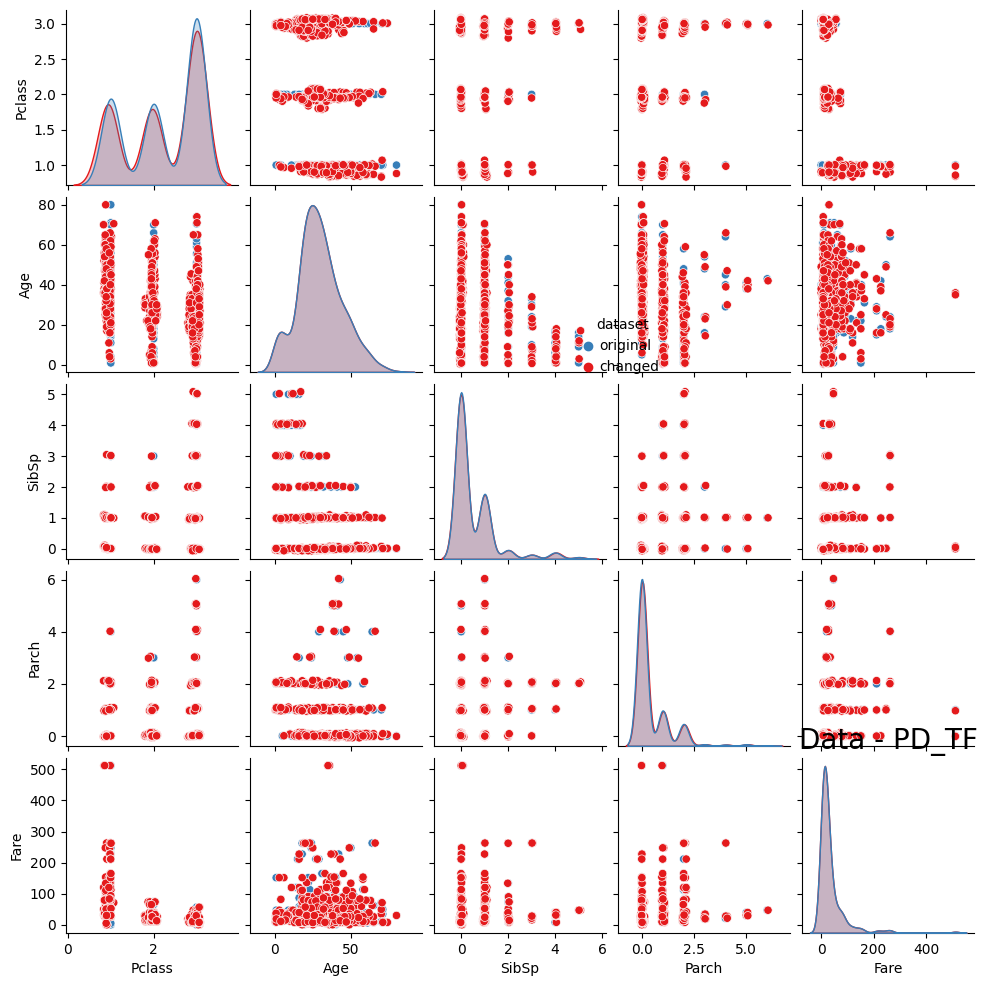 3.0
2.5
2.0
1.5
1.0
Pclass
80
60
40
20
0
Age
dataset
original
changed
5
4
3
2
1
0
SibSp
6
4
2
0
Parch
Data - PD_TF
500
400
300
200
100
0
Fare
0 2
0 50
0 2 4 6
0.0 2.5 5.0
0 200 400
Pclass Age SibSp Parch Fare